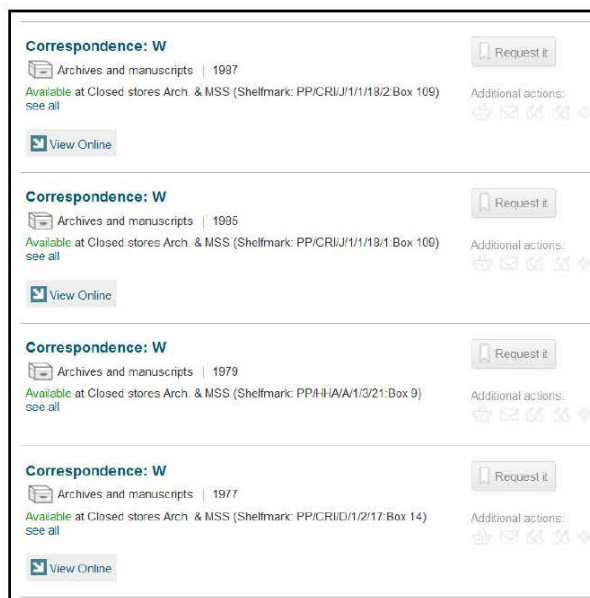 Correspondence: W
Request it
Archives and manuscripts | 1987
Available at Closed stores Arch. & MSS (Shelfmark: PP/CRI/J/1/1/18/2:Box 109)
see all
Additional actions:
View Online
Correspondence: W
Request it
Archives and manuscripts | 1985
Available at Closed stores Arch. & MSS (Shelfmark: PP/CRI/J/1/1/18/1:Box 109)
see all
Additional actions:
View Online
Correspondence: W
Request it
Archives and manuscripts | 1979
Available at Closed stores Arch. & MSS (Shelfmark: PP/HHA/A/1/3/21:Box 9)
see all
Additional actions:
Correspondence: W
Request it
Archives and manuscripts | 1977
Available at Closed stores Arch. & MSS (Shelfmark: PP/CRI/D/1/2/17:Box 14)
see all
Additional actions:
View Online